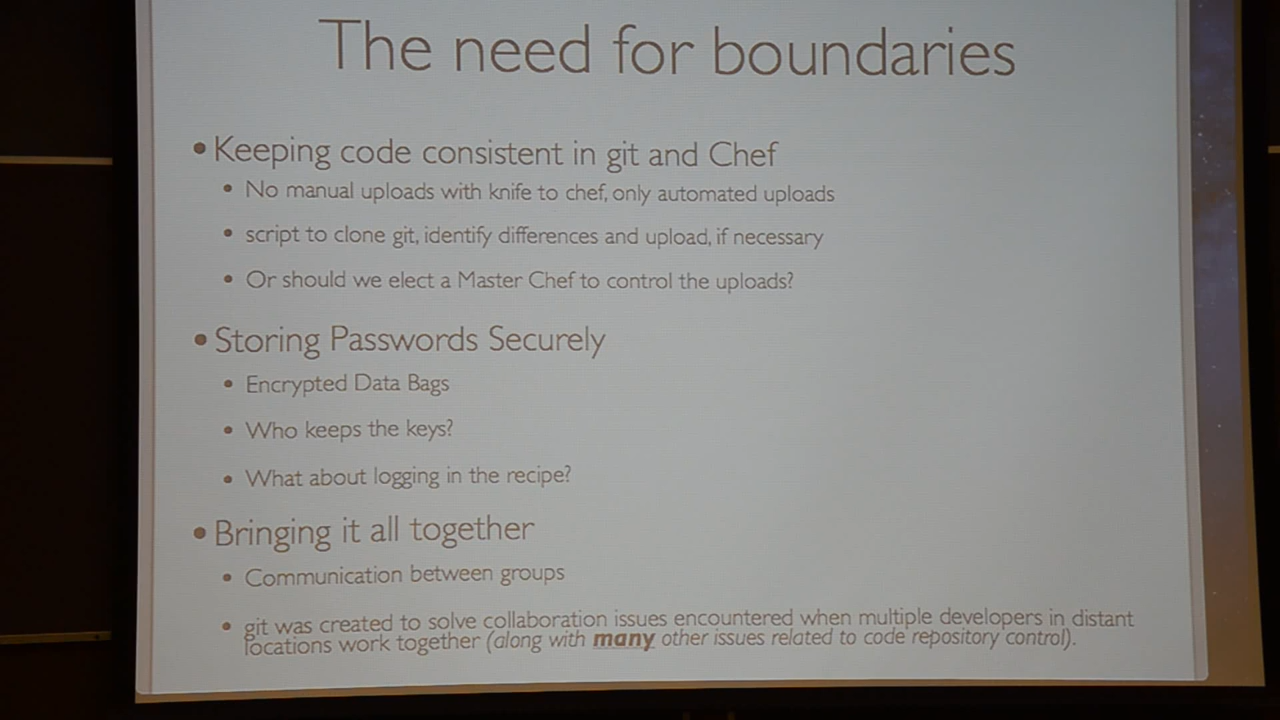 The need for boundaries
• Keeping code consistent in git and Chef
• No manual uploads with knife to chef, only automated uploads
• script to clone git, identify differences and upload, if necessary
• Or should we elect a Master Chef to control the uploads?
• Storing Passwords Securely
• Encrypted Data Bags
• Who keeps the keys?
• What about logging in the recipe?
• Bringing it all together
• Communication between groups
• git was created to solve collaboration issues encountered when multiple developers in distant
locations work together (along with many other issues related to code repository control).